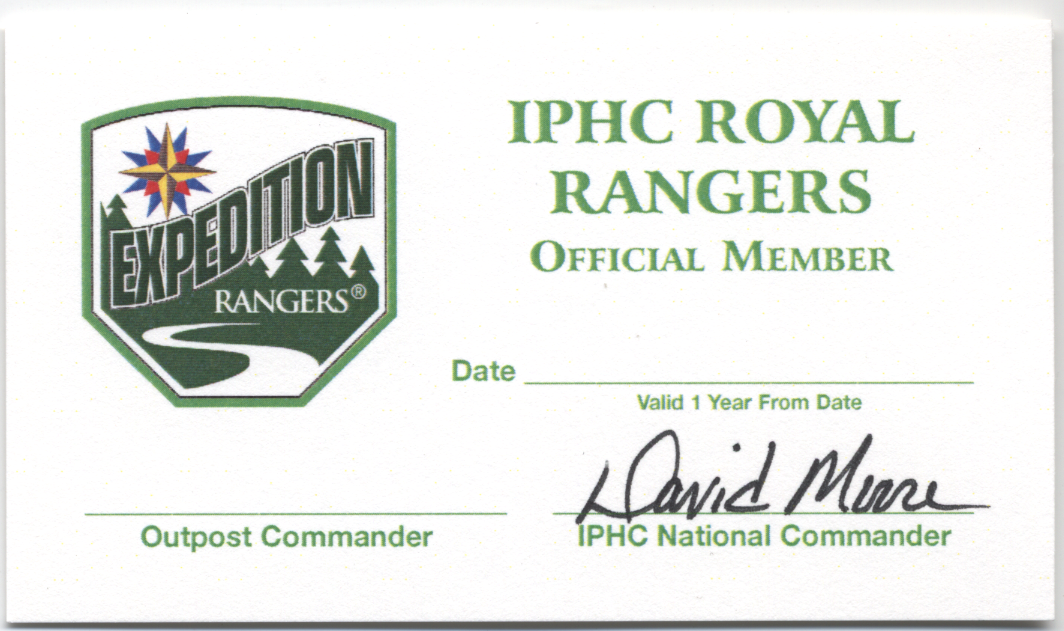 EXPEDITION
RANGERS®
IPHC ROYAL
RANGERS
OFFICIAL MEMBER
Date
Valid 1 Year From Date
Outpost Commander
David Moore
IPHC National Commander